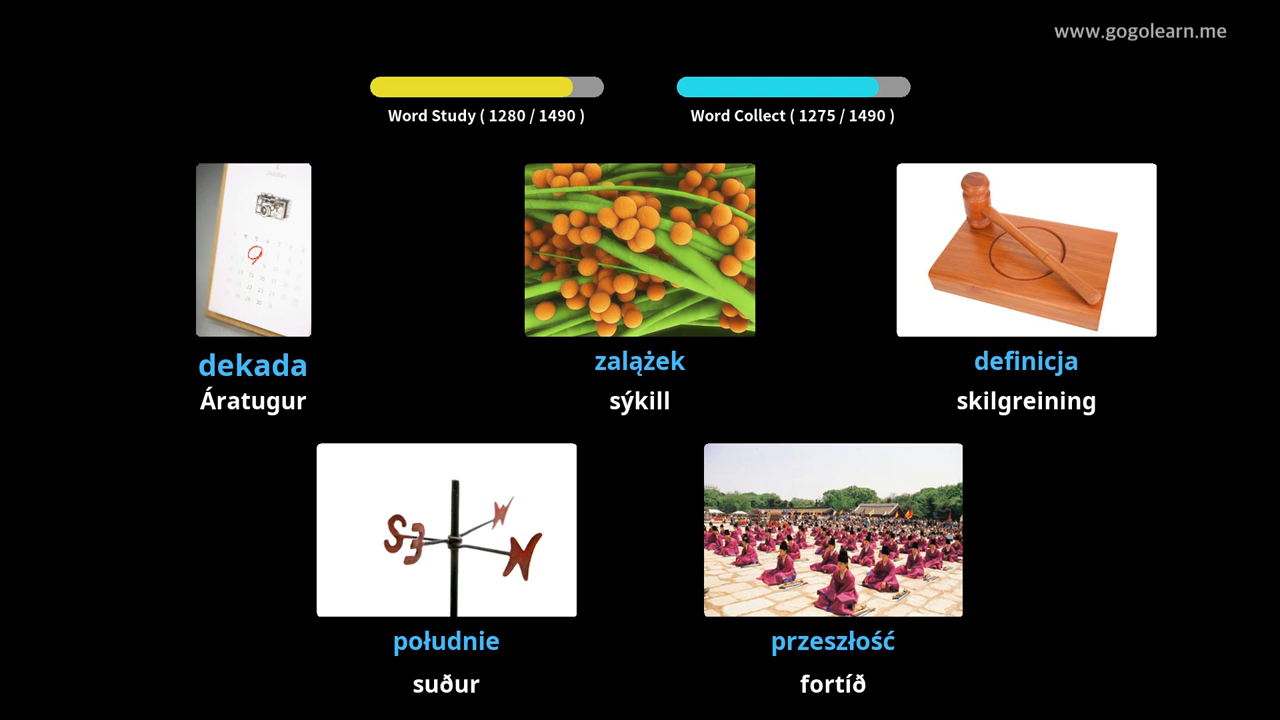 www.gogolearn.me
Word Study ( 1280 / 1490 )
Word Collect ( 1275 / 1490 )
dekada
Áratugur
zalążek
sýkill
definicja
skilgreining
południe
suður
przeszłość
fortíð